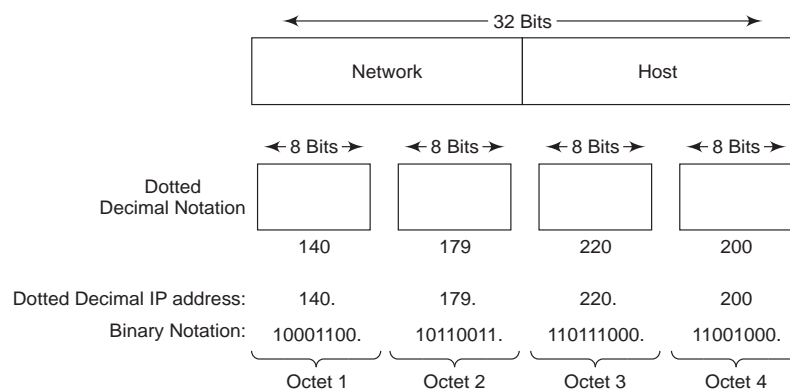 32 Bits
Network Host
8 Bits 8 Bits 8 Bits 8 Bits
Dotted
Decimal Notation
140 179 220 200
Dotted Decimal IP address: 140. 179. 220. 200
Binary Notation: 10001100. 10110011. 110111000. 11001000.
Octet 1 Octet 2 Octet 3 Octet 4